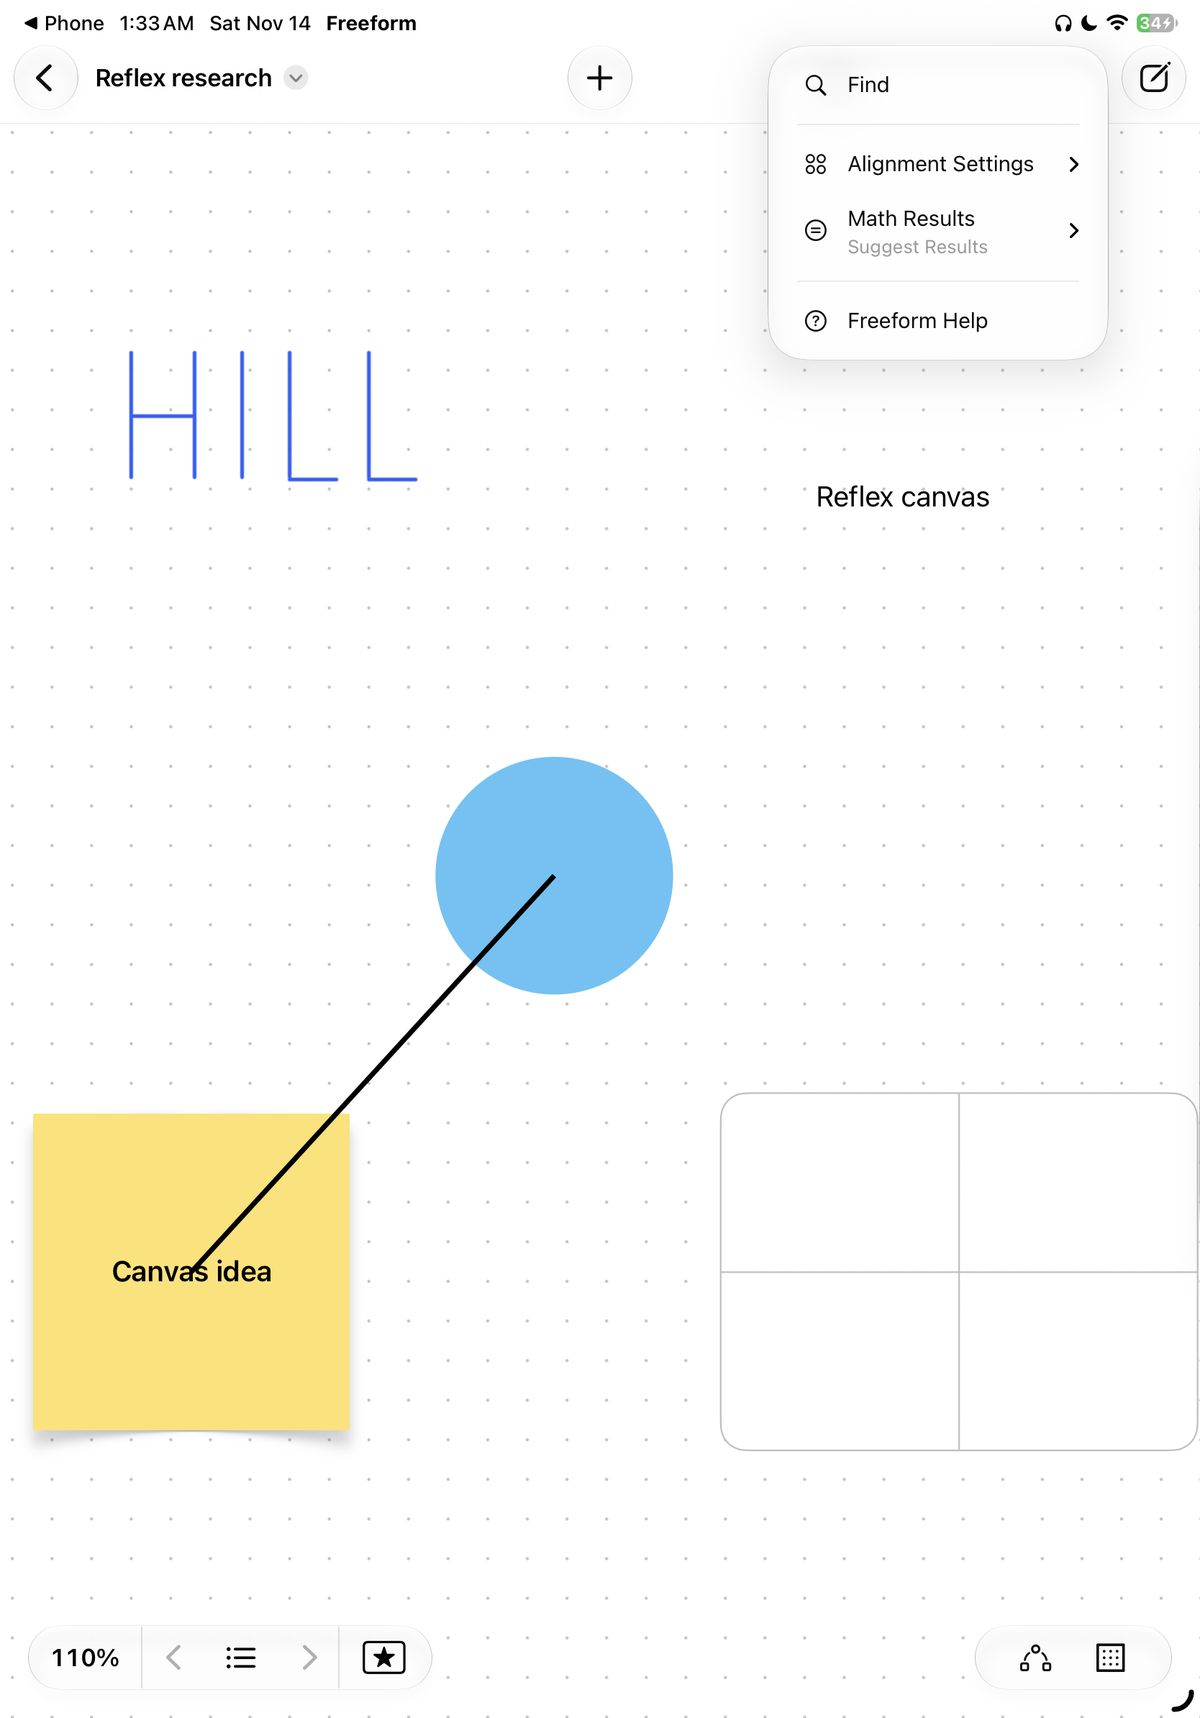 Phone 1:33 AM Sat Nov 14 Freeform 34
Reflex research
Find
Alignment Settings
Math Results
Suggest Results
Freeform Help
HILL
Reflex canvas
Canvas idea
110%